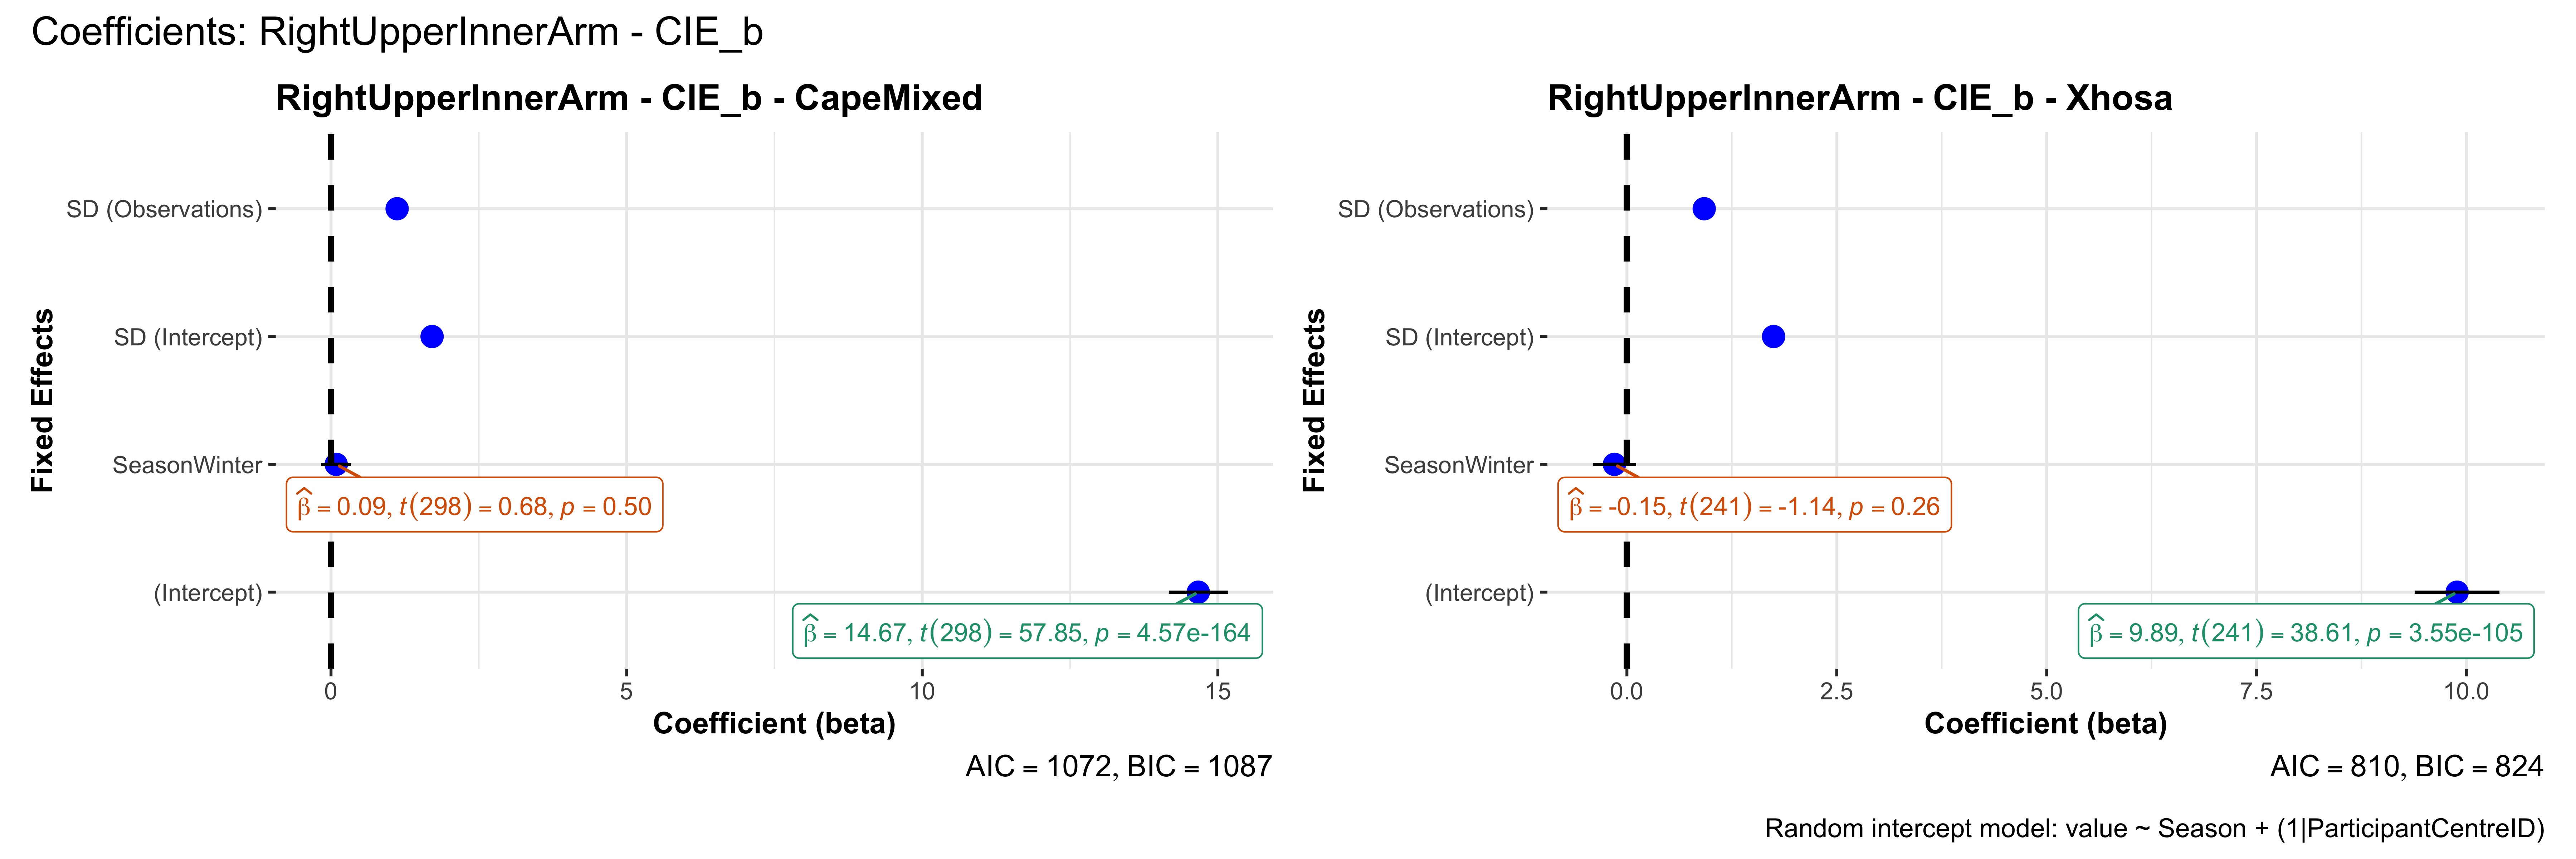 Coefficients: RightUpperInnerArm - CIE_b
RightUpperInnerArm - CIE_b - CapeMixed
Fixed Effects
SD (Observations)
SD (Intercept)
SeasonWinter
(Intercept)
β̂ = 0.09, t(298) = 0.68, p = 0.50
β̂ = 14.67, t(298) = 57.85, p = 4.57e-164
0 5 10 15
Coefficient (beta)
AIC = 1072, BIC = 1087
RightUpperInnerArm - CIE_b - Xhosa
Fixed Effects
SD (Observations)
SD (Intercept)
SeasonWinter
(Intercept)
β̂ = -0.15, t(241) = -1.14, p = 0.26
β̂ = 9.89, t(241) = 38.61, p = 3.55e-105
0.0 2.5 5.0 7.5 10.0
Coefficient (beta)
AIC = 810, BIC = 824
Random intercept model: value ~ Season + (1|ParticipantCentreID)